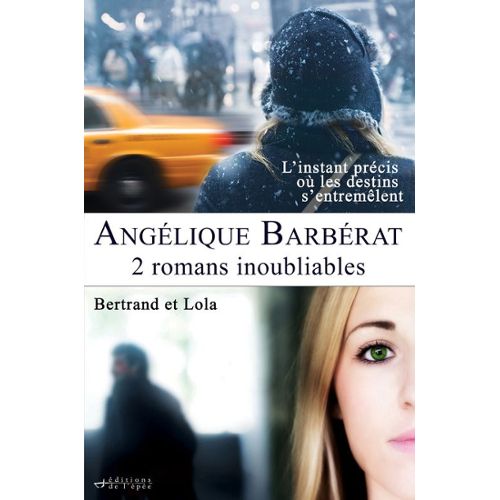 L'instant précis
où les destins
s'entremêlent
ANGÉLIQUE BARBÉRAT
2 romans inoubliables
Bertrand et Lola
éditions
de l'épée